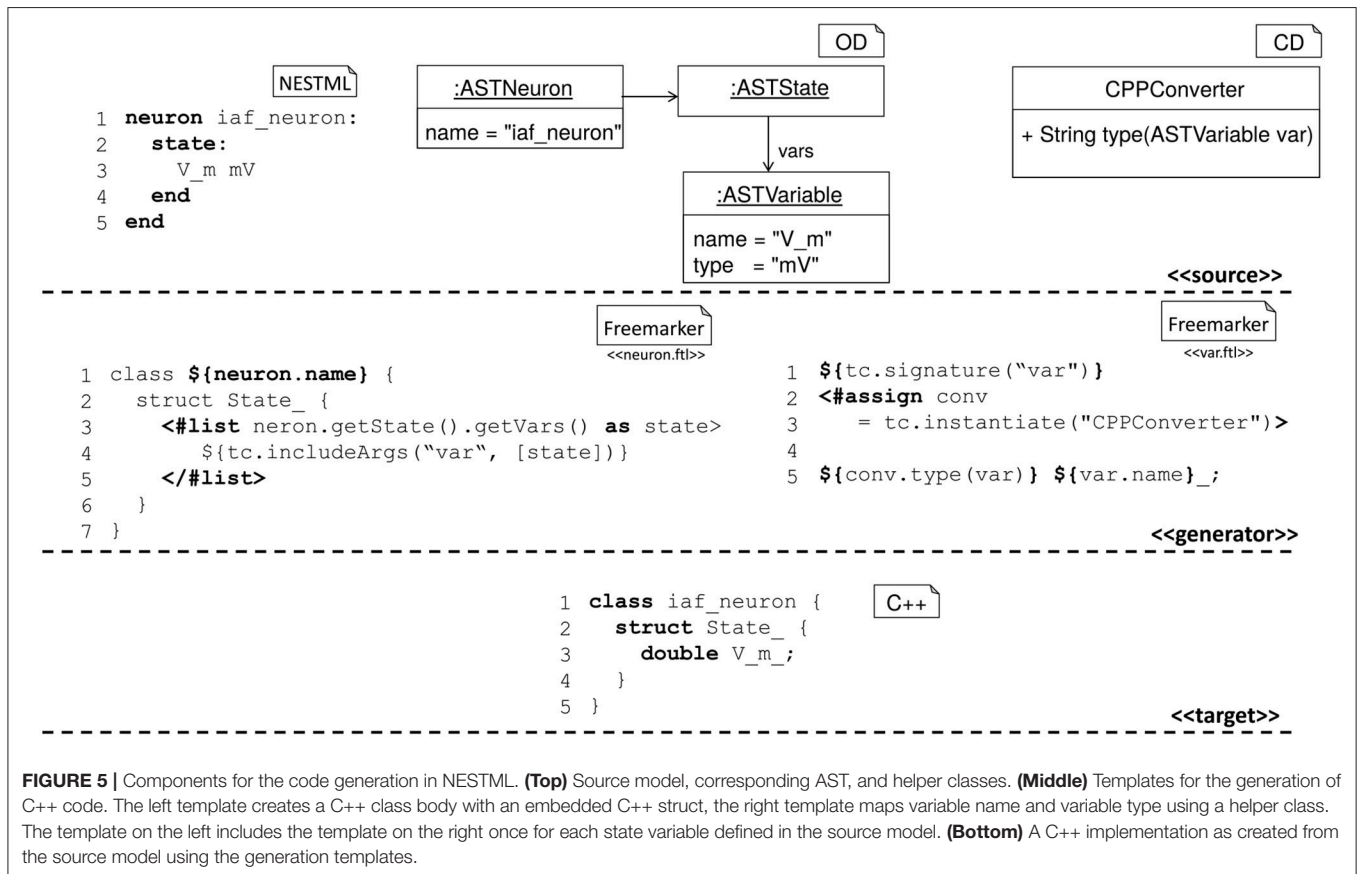 NESTML
1 neuron iaf_neuron:
2 state:
3 V_m mV
4 end
5 end
OD
:ASTNeuron
name = "iaf_neuron"
:ASTState
vars
:ASTVariable
name = "V_m"
type = "mV"
CD
CPPConverter
+ String type(ASTVariable var)
<<source>>
Freemarker
<<neuron.ftl>>
1 class ${neuron.name} {
2 struct State_ {
3 <#list neron.getState().getVars() as state>
4 ${tc.includeArgs(“var“, [state])}
5 </#list>
6 }
7 }
Freemarker
<<var.ftl>>
1 ${tc.signature(“var")}
2 <#assign conv
3 = tc.instantiate("CPPConverter")>
4
5 ${conv.type(var)} ${var.name}_;
<<generator>>
C++
1 class iaf_neuron {
2 struct State_ {
3 double V_m_;
4 }
5 }
<<target>>
FIGURE 5 | Components for the code generation in NESTML. (Top) Source model, corresponding AST, and helper classes. (Middle) Templates for the generation of
C++ code. The left template creates a C++ class body with an embedded C++ struct, the right template maps variable name and variable type using a helper class.
The template on the left includes the template on the right once for each state variable defined in the source model. (Bottom) A C++ implementation as created from
the source model using the generation templates.